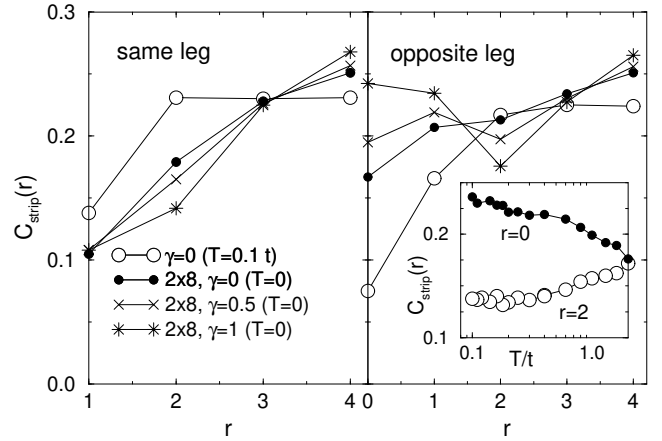 0.3
0.2
0.1
0.0
C_strip(r)
same leg
γ=0 (T=0.1 t)
2x8, γ=0 (T=0)
2x8, γ=0.5 (T=0)
2x8, γ=1 (T=0)
1 2 3 4
r
opposite leg
0 1 2 3 4
r
C_strip(r)
0.2
0.1
r=0
r=2
0.1 1.0
T/t